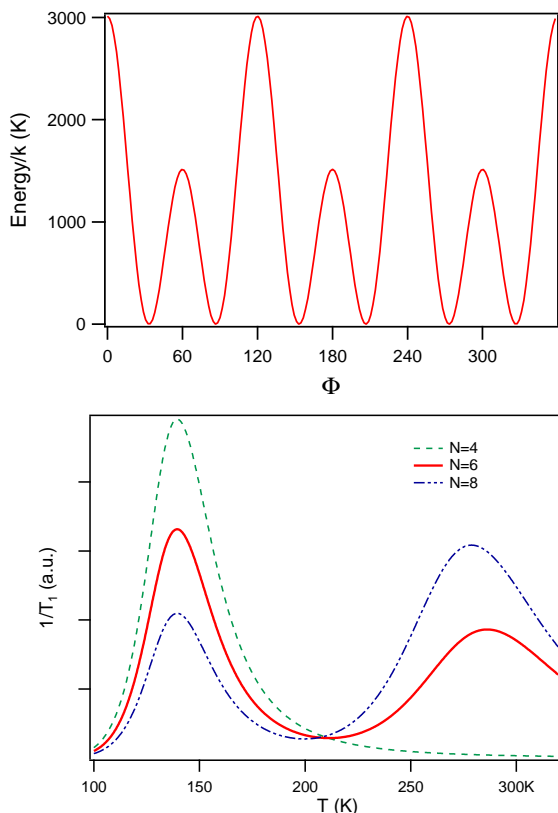 Energy/k (K)
3000
2000
1000
0
0 60 120 180 240 300
Φ
1/T1 (a.u.)
N=4
N=6
N=8
100 150 200 250 300K
T (K)